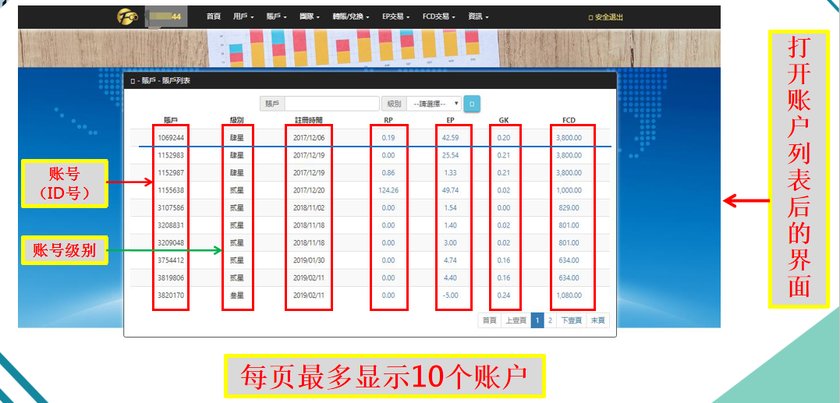 44 首頁 用戶 賬戶 團隊 轉賬/兌換 EP交易 FCD交易 資訊 安全退出
- 賬戶 - 賬戶列表
賬戶 級別 --請選擇--
賬戶 級別 註冊時間 RP EP GK FCD
1069244 肆星 2017/12/06 0.19 42.59 0.20 3,800.00
1152983 肆星 2017/12/19 0.00 25.54 0.21 3,800.00
1152987 肆星 2017/12/19 0.86 1.33 0.21 3,800.00
1155638 贰星 2017/12/20 124.26 49.74 0.02 1,000.00
3107586 贰星 2018/11/02 0.00 1.54 0.00 829.00
3208831 贰星 2018/11/18 0.00 1.40 0.02 801.00
3209048 贰星 2018/11/18 0.00 3.00 0.02 801.00
3754412 贰星 2019/01/30 0.00 4.74 0.16 634.00
3819806 贰星 2019/02/11 0.00 4.40 0.16 634.00
3820170 叁星 2019/02/11 0.00 -5.00 0.24 1,080.00
首頁 上壹頁 1 2 下壹頁 末頁
账号
（ID号）
账号级别
打开账户列表后的界面
每页最多显示10个账户